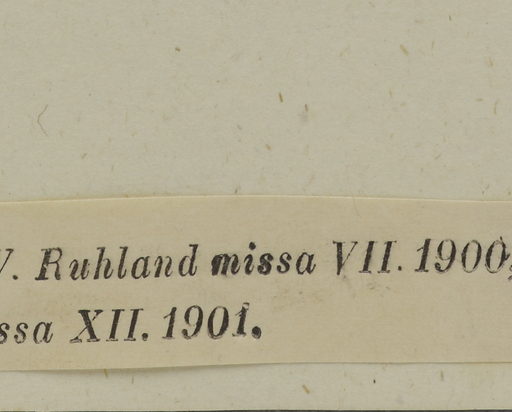 W. Ruhland missa VII. 1900,
ssa XII. 1901.